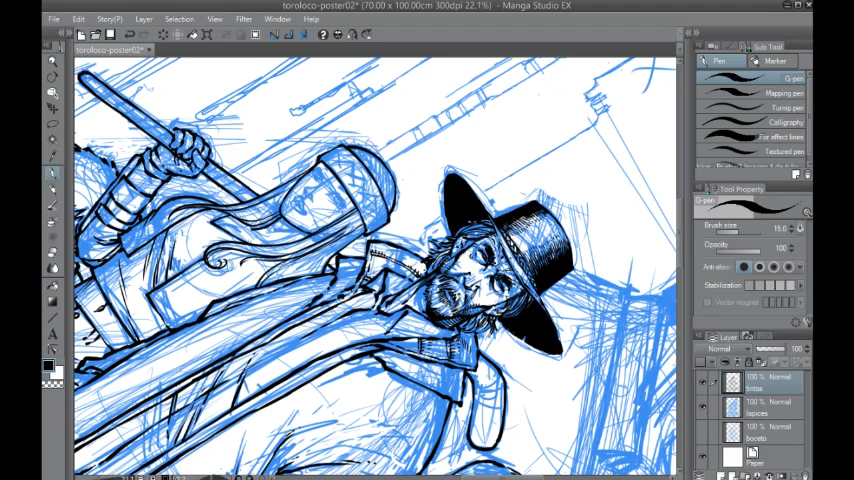 toroloco-poster02* (70.00 x 100.00cm 300dpi 22.1%) - Manga Studio EX
File Edit Story(P) Layer Selection View Filter Window Help
toroloco-poster02*
Sub Tool
Pen Marker
G-pen
Mapping pen
Turnip pen
Calligraphy
For effect lines
Textured pen
Tool Property
G-pen
Brush size 15.0
Opacity 100
Anti-alias
Stabilization
Vector magnet
Layer
Normal 100
100 % Normal
tintas
100 % Normal
lapices
100 % Normal
boceto
Paper